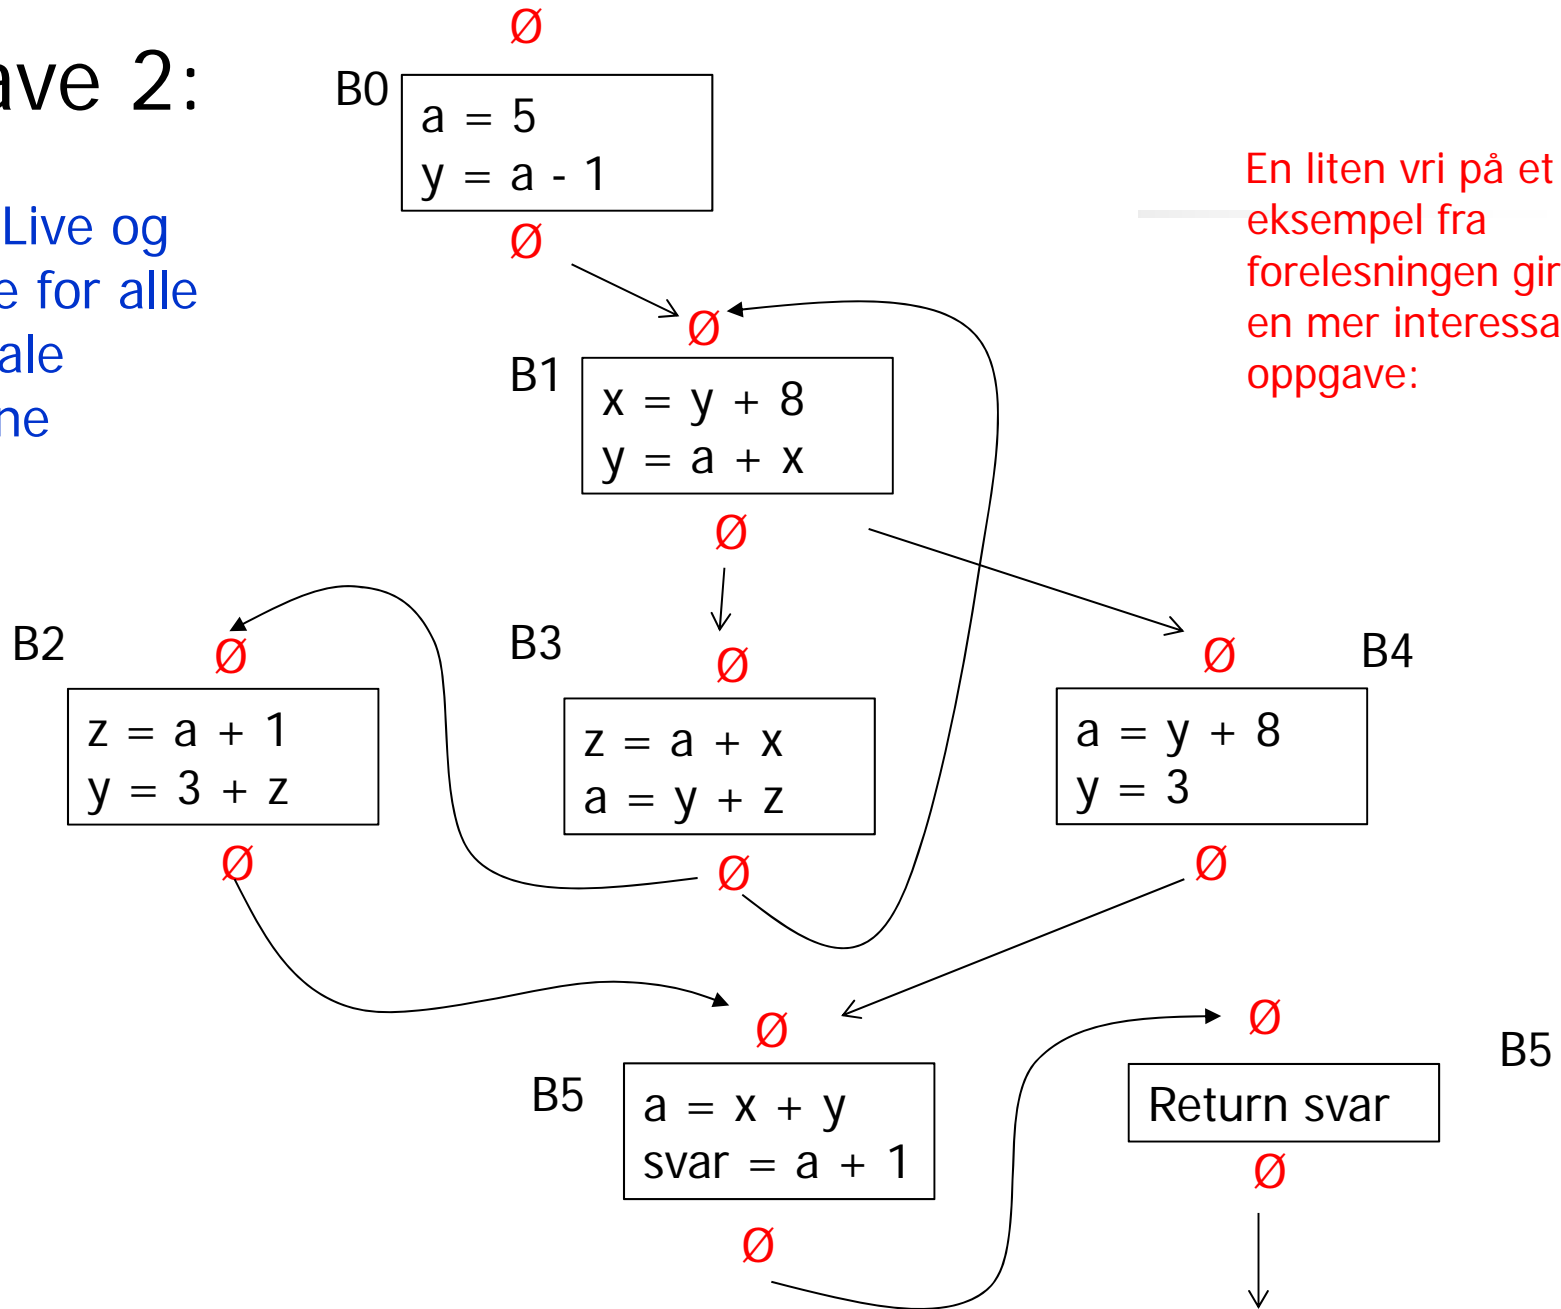 ave 2:
Live og
e for alle
ale
ne
Ø
B0
a = 5
y = a - 1
Ø
En liten vri på et
eksempel fra
forelesningen gir
en mer interessa
oppgave:
Ø
B1
x = y + 8
y = a + x
Ø
B2
Ø
z = a + 1
y = 3 + z
Ø
B3
Ø
z = a + x
a = y + z
Ø
Ø
B4
a = y + 8
y = 3
Ø
Ø
B5
a = x + y
svar = a + 1
Ø
Ø
B5
Return svar
Ø